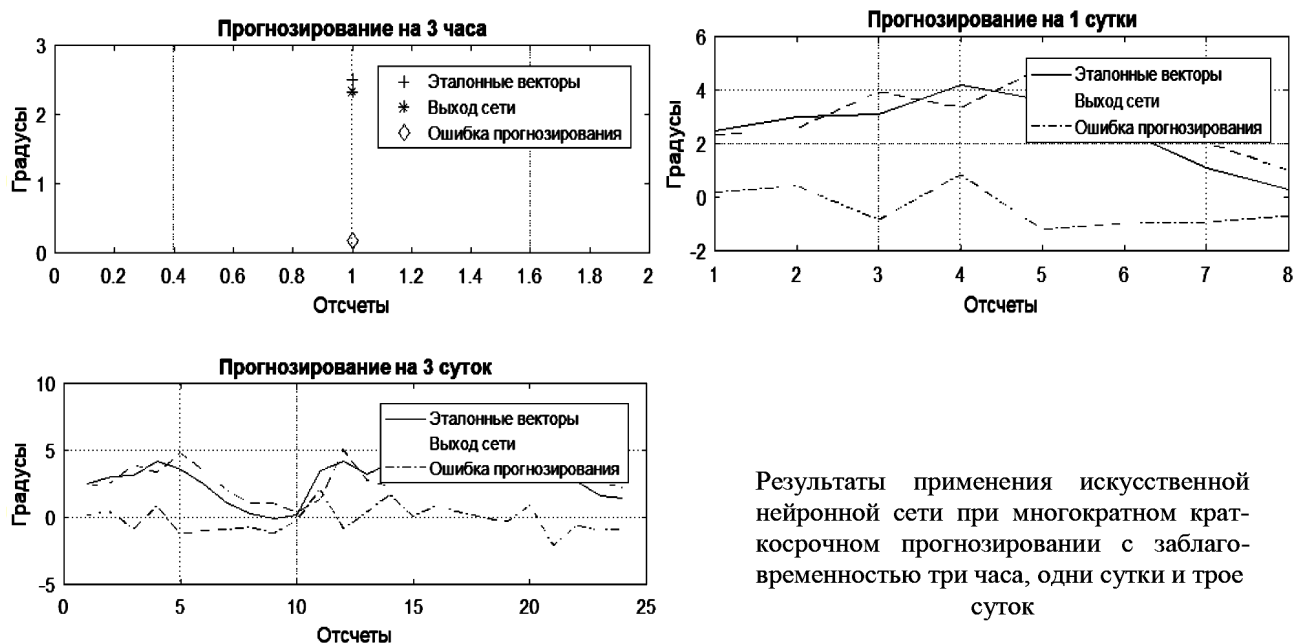 Прогнозирование на 3 часа
Градусы
3
2
1
0
Эталонные векторы
Выход сети
Ошибка прогнозирования
0 0.2 0.4 0.6 0.8 1 1.2 1.4 1.6 1.8 2
Отсчеты
Прогнозирование на 1 сутки
Градусы
6
4
2
0
-2
Эталонные векторы
Выход сети
Ошибка прогнозирования
1 2 3 4 5 6 7 8
Отсчеты
Прогнозирование на 3 суток
Градусы
10
5
0
-5
Эталонные векторы
Выход сети
Ошибка прогнозирования
0 5 10 15 20 25
Отсчеты
Результаты применения искусственной
нейронной сети при многократном крат-
косрочном прогнозировании с заблаго-
временностью три часа, одни сутки и трое
суток